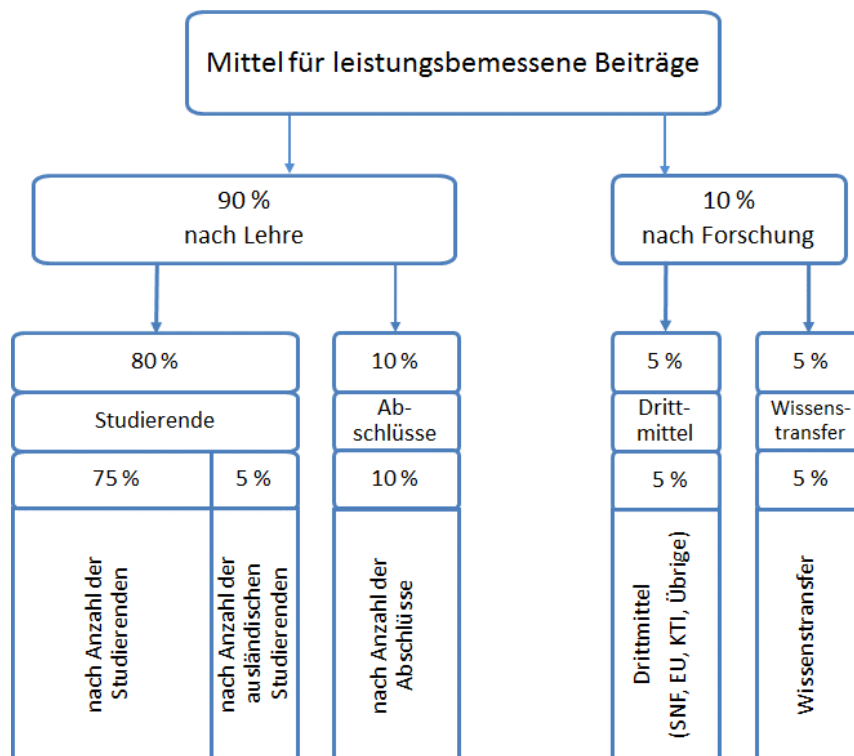 Mittel für leistungsbemessene Beiträge
90 %
nach Lehre
10 %
nach Forschung
80 %
10 %
5 %
5 %
Studierende
Ab-
schlüsse
Dritt-
mittel
Wissens-
transfer
75 %
5 %
10 %
5 %
5 %
nach Anzahl der
Studierenden
nach Anzahl der
ausländischen
Studierenden
nach Anzahl der
Abschlüsse
Drittmittel
(SNF, EU, KTI, Übrige)
Wissenstransfer